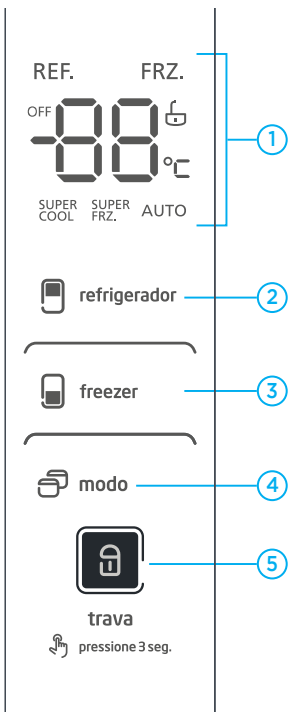 REF. FRZ.
OFF
-88
°C
SUPER COOL SUPER FRZ. AUTO
1
refrigerador 2
freezer 3
modo 4
5
trava
pressione 3 seg.